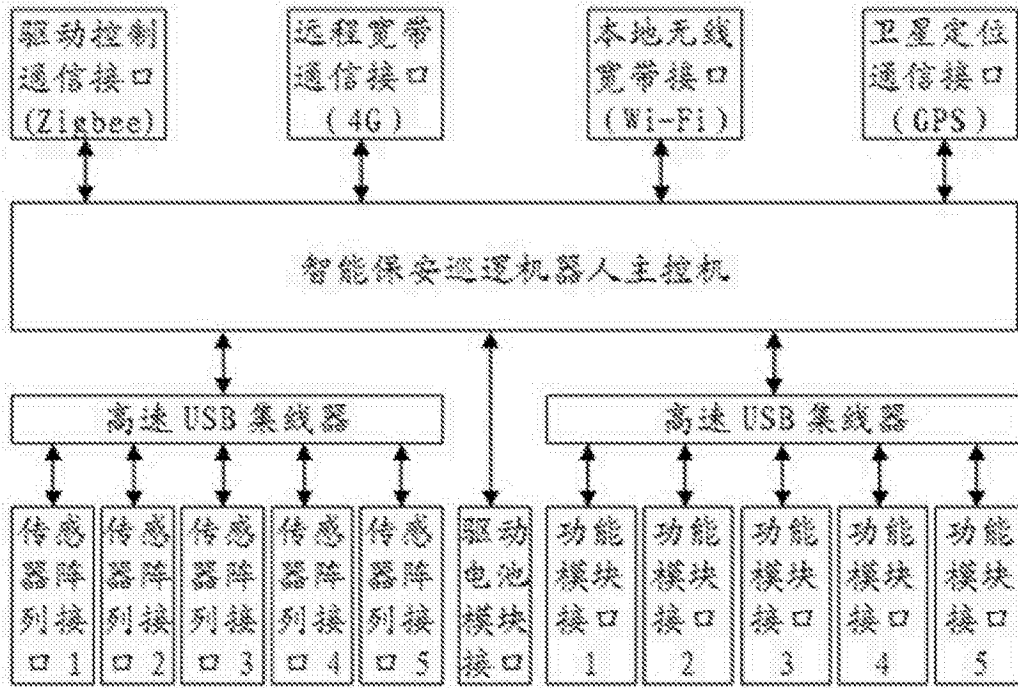 驱动控制
通信接口
(Zigbee)
远程宽带
通信接口
(4G)
本地无线
宽带接口
(Wi-Fi)
卫星定位
通信接口
(GPS)
智能保安巡逻机器人主控机
高速 USB 集线器
高速 USB 集线器
传感
器阵
列接
口 1
传感
器阵
列接
口 2
传感
器阵
列接
口 3
传感
器阵
列接
口 4
传感
器阵
列接
口 5
驱动
电池
模块
接口
功能
模块
接口
1
功能
模块
接口
2
功能
模块
接口
3
功能
模块
接口
4
功能
模块
接口
5